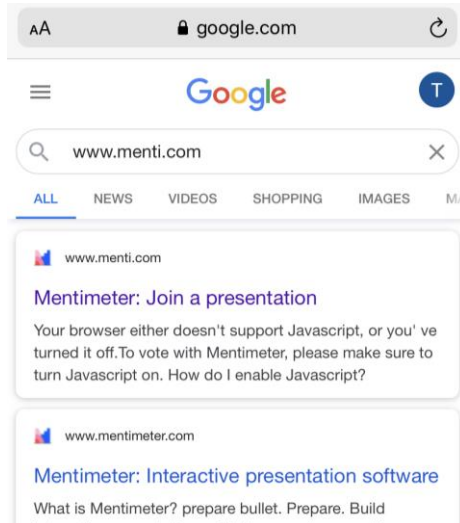 AA google.com
Google T
www.menti.com
ALL NEWS VIDEOS SHOPPING IMAGES
www.menti.com
Mentimeter: Join a presentation
Your browser either doesn't support Javascript, or you' ve
turned it off.To vote with Mentimeter, please make sure to
turn Javascript on. How do I enable Javascript?
www.mentimeter.com
Mentimeter: Interactive presentation software
What is Mentimeter? prepare bullet. Prepare. Build